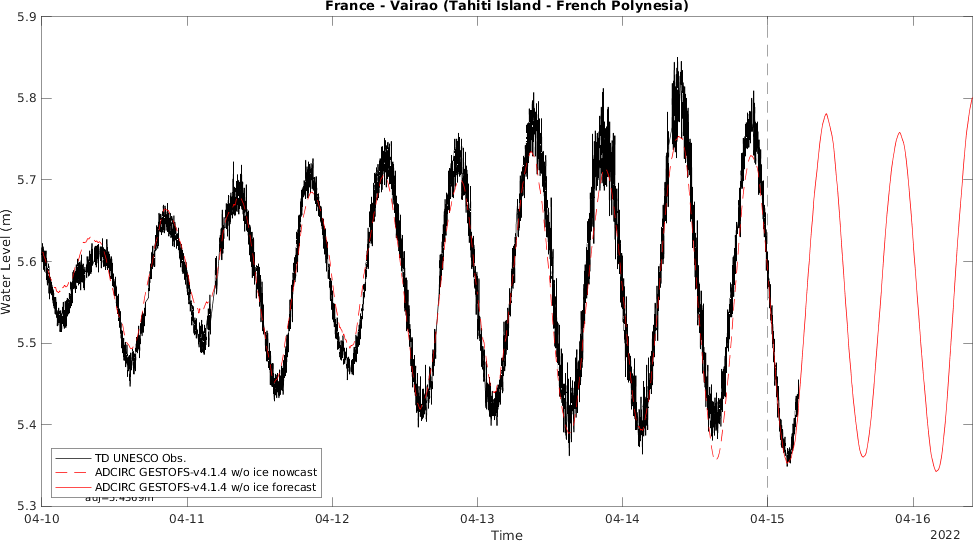 France - Vairao (Tahiti Island - French Polynesia)
5.9
5.8
5.7
5.6
5.5
5.4
5.3
Water Level (m)
TD UNESCO Obs.
ADCIRC GESTOFS-v4.1.4 w/o ice nowcast
ADCIRC GESTOFS-v4.1.4 w/o ice forecast
04-10
04-11
04-12
04-13
04-14
04-15
04-16
Time
2022